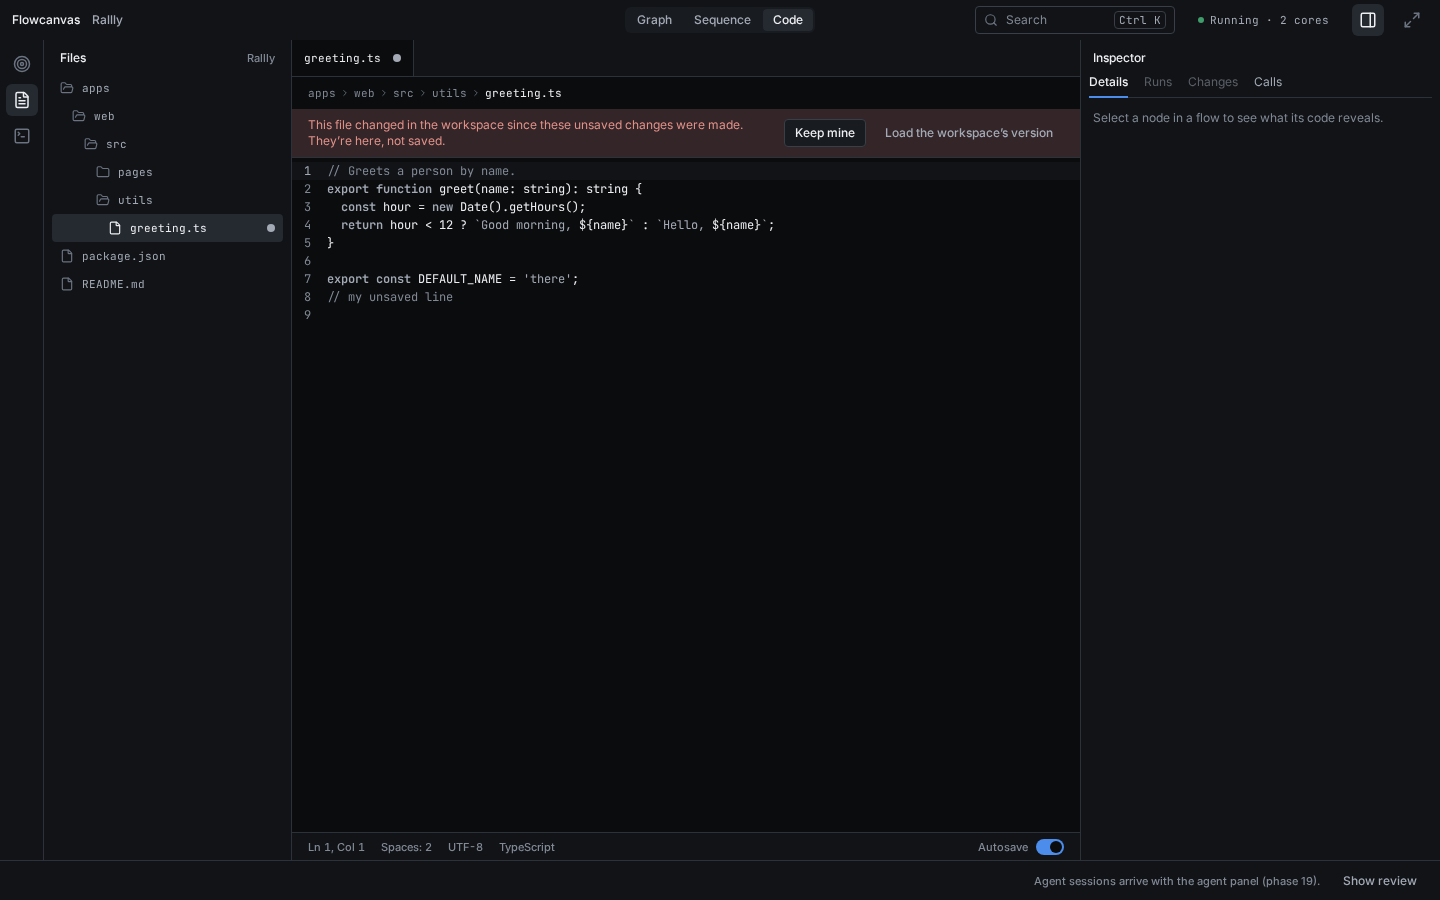 Flowcanvas Rallly
Graph Sequence Code
Search Ctrl K
Running · 2 cores
Files Rallly
apps
web
src
pages
utils
greeting.ts
package.json
README.md
greeting.ts
apps › web › src › utils › greeting.ts
This file changed in the workspace since these unsaved changes were made.
They're here, not saved.
Keep mine
Load the workspace's version
1 // Greets a person by name.
2 export function greet(name: string): string {
3   const hour = new Date().getHours();
4   return hour < 12 ? `Good morning, ${name}` : `Hello, ${name}`;
5 }
6
7 export const DEFAULT_NAME = 'there';
8 // my unsaved line
9
Ln 1, Col 1 Spaces: 2 UTF-8 TypeScript
Autosave
Inspector
Details Runs Changes Calls
Select a node in a flow to see what its code reveals.
Agent sessions arrive with the agent panel (phase 19). Show review